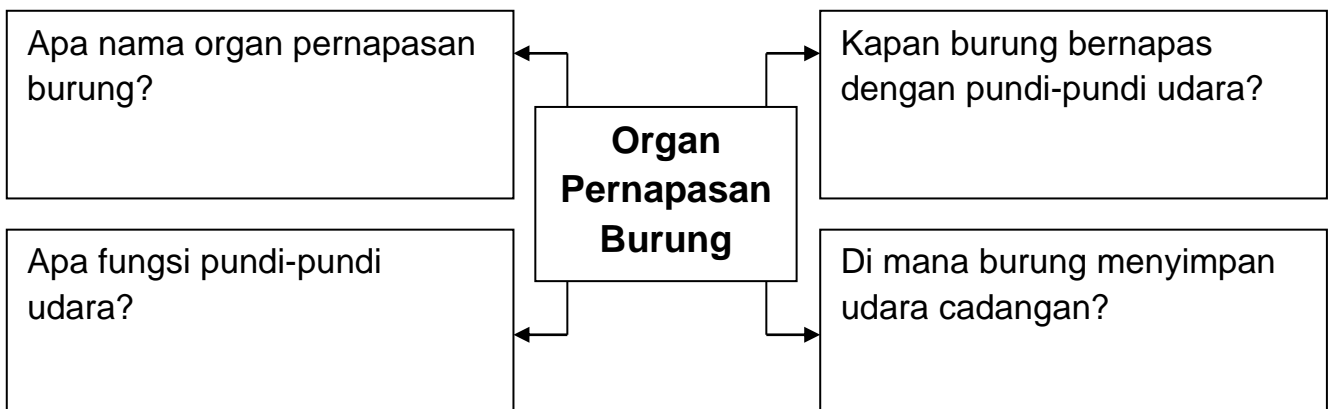 Apa nama organ pernapasan
burung?
Kapan burung bernapas
dengan pundi-pundi udara?
Organ
Pernapasan
Burung
Apa fungsi pundi-pundi
udara?
Di mana burung menyimpan
udara cadangan?